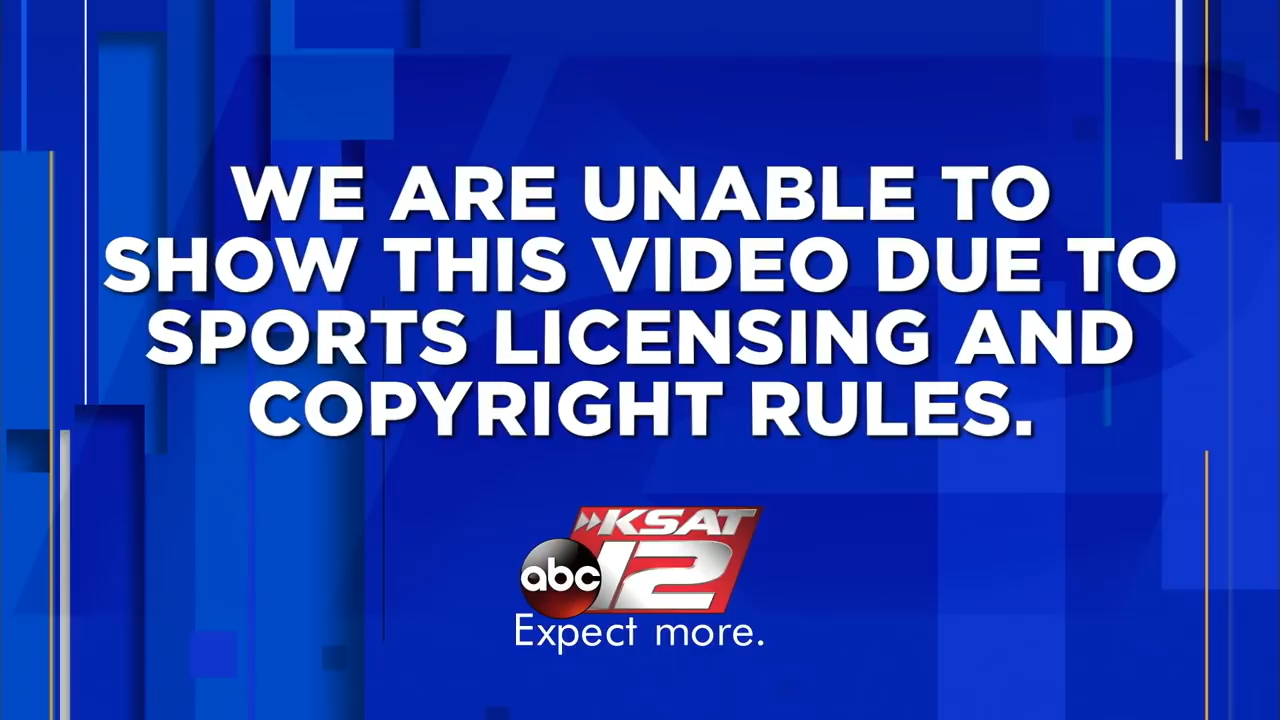 WE ARE UNABLE TO
SHOW THIS VIDEO DUE TO
SPORTS LICENSING AND
COPYRIGHT RULES.
KSAT
abc 12
Expect more.